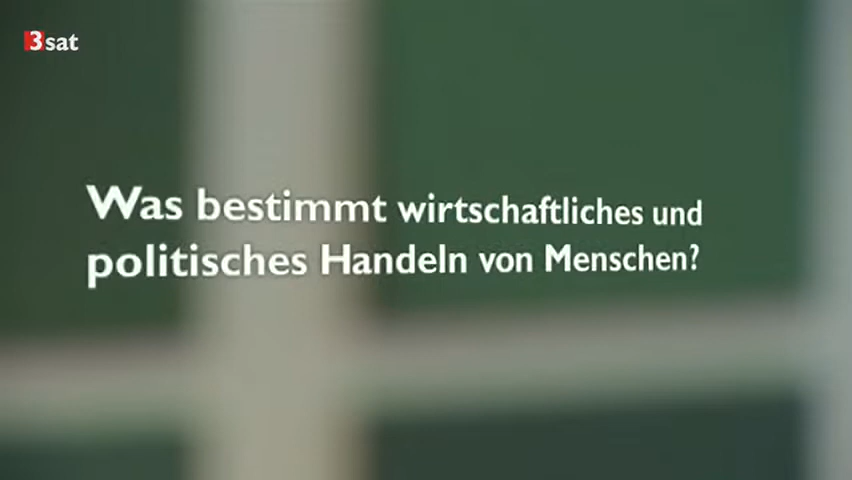 3sat
Was bestimmt wirtschaftliches und
politisches Handeln von Menschen?